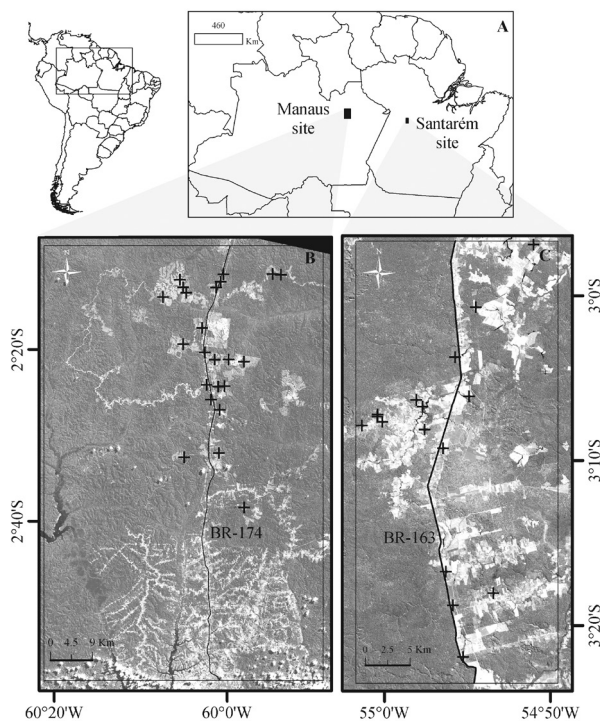 460
Km
A
Manaus
site
Santarém
site
N
B
N
C
3°0'S
2°20'S
3°10'S
2°40'S
BR-174
BR-163
3°20'S
0 4.5 9 Km
0 2.5 5 Km
60°20'W
60°0'W
55°0'W
54°50'W